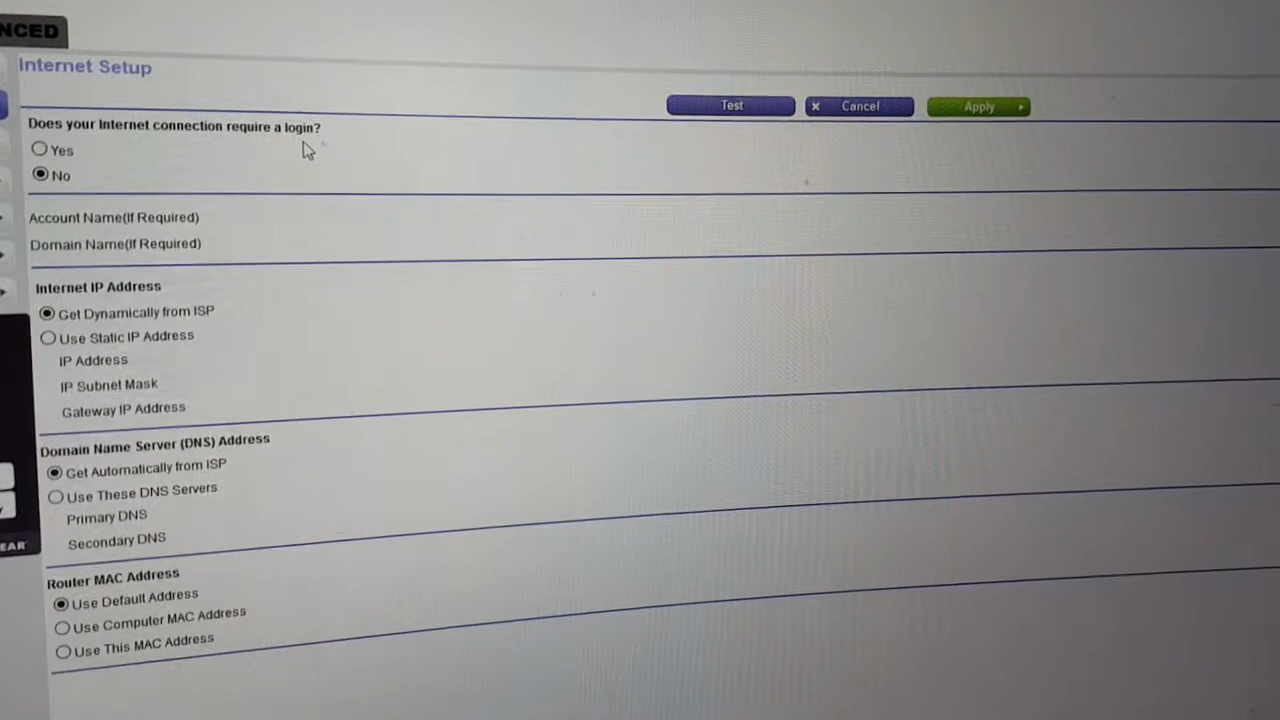 NCED
Internet Setup
Test
Cancel
Apply
Does your Internet connection require a login?
Yes
No
Account Name(If Required)
Domain Name(If Required)
Internet IP Address
Get Dynamically from ISP
Use Static IP Address
IP Address
IP Subnet Mask
Gateway IP Address
Domain Name Server (DNS) Address
Get Automatically from ISP
Use These DNS Servers
Primary DNS
Secondary DNS
EAR
Router MAC Address
Use Default Address
Use Computer MAC Address
Use This MAC Address